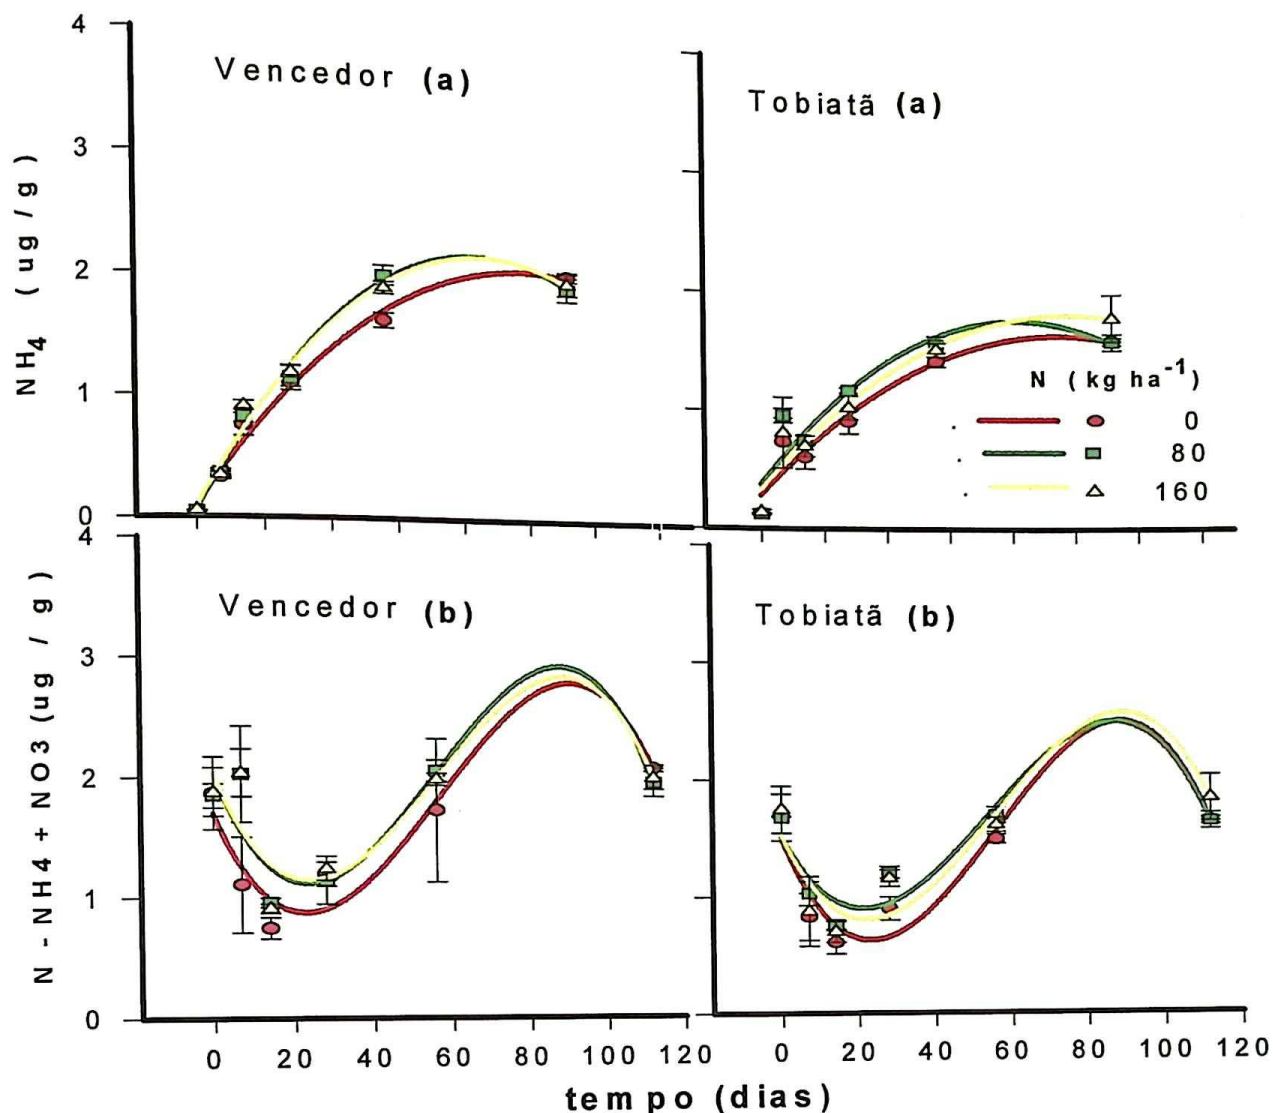 Vencedor (a)
Tobiatã (a)
NH4 (ug/g)
4
3
2
1
0
N (kg ha-1)
0
80
160
Vencedor (b)
Tobiatã (b)
N - NH4 + NO3 (ug / g)
4
3
2
1
0
0 20 40 60 80 100 120
0 20 40 60 80 100 120
tempo (dias)